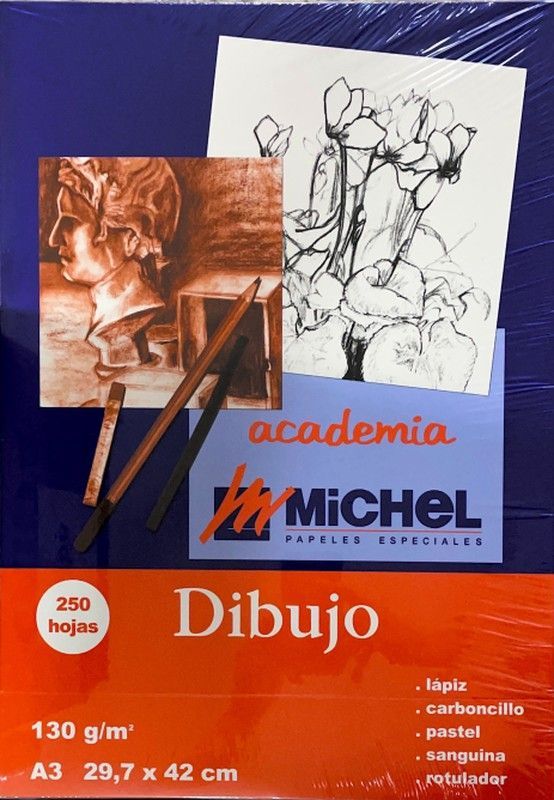 academia
MiCHEL
PAPELES ESPECIALES
250
hojas
Dibujo
. lápiz
. carboncillo
. pastel
. sanguina
. rotulador
130 g/m²
A3 29,7 x 42 cm